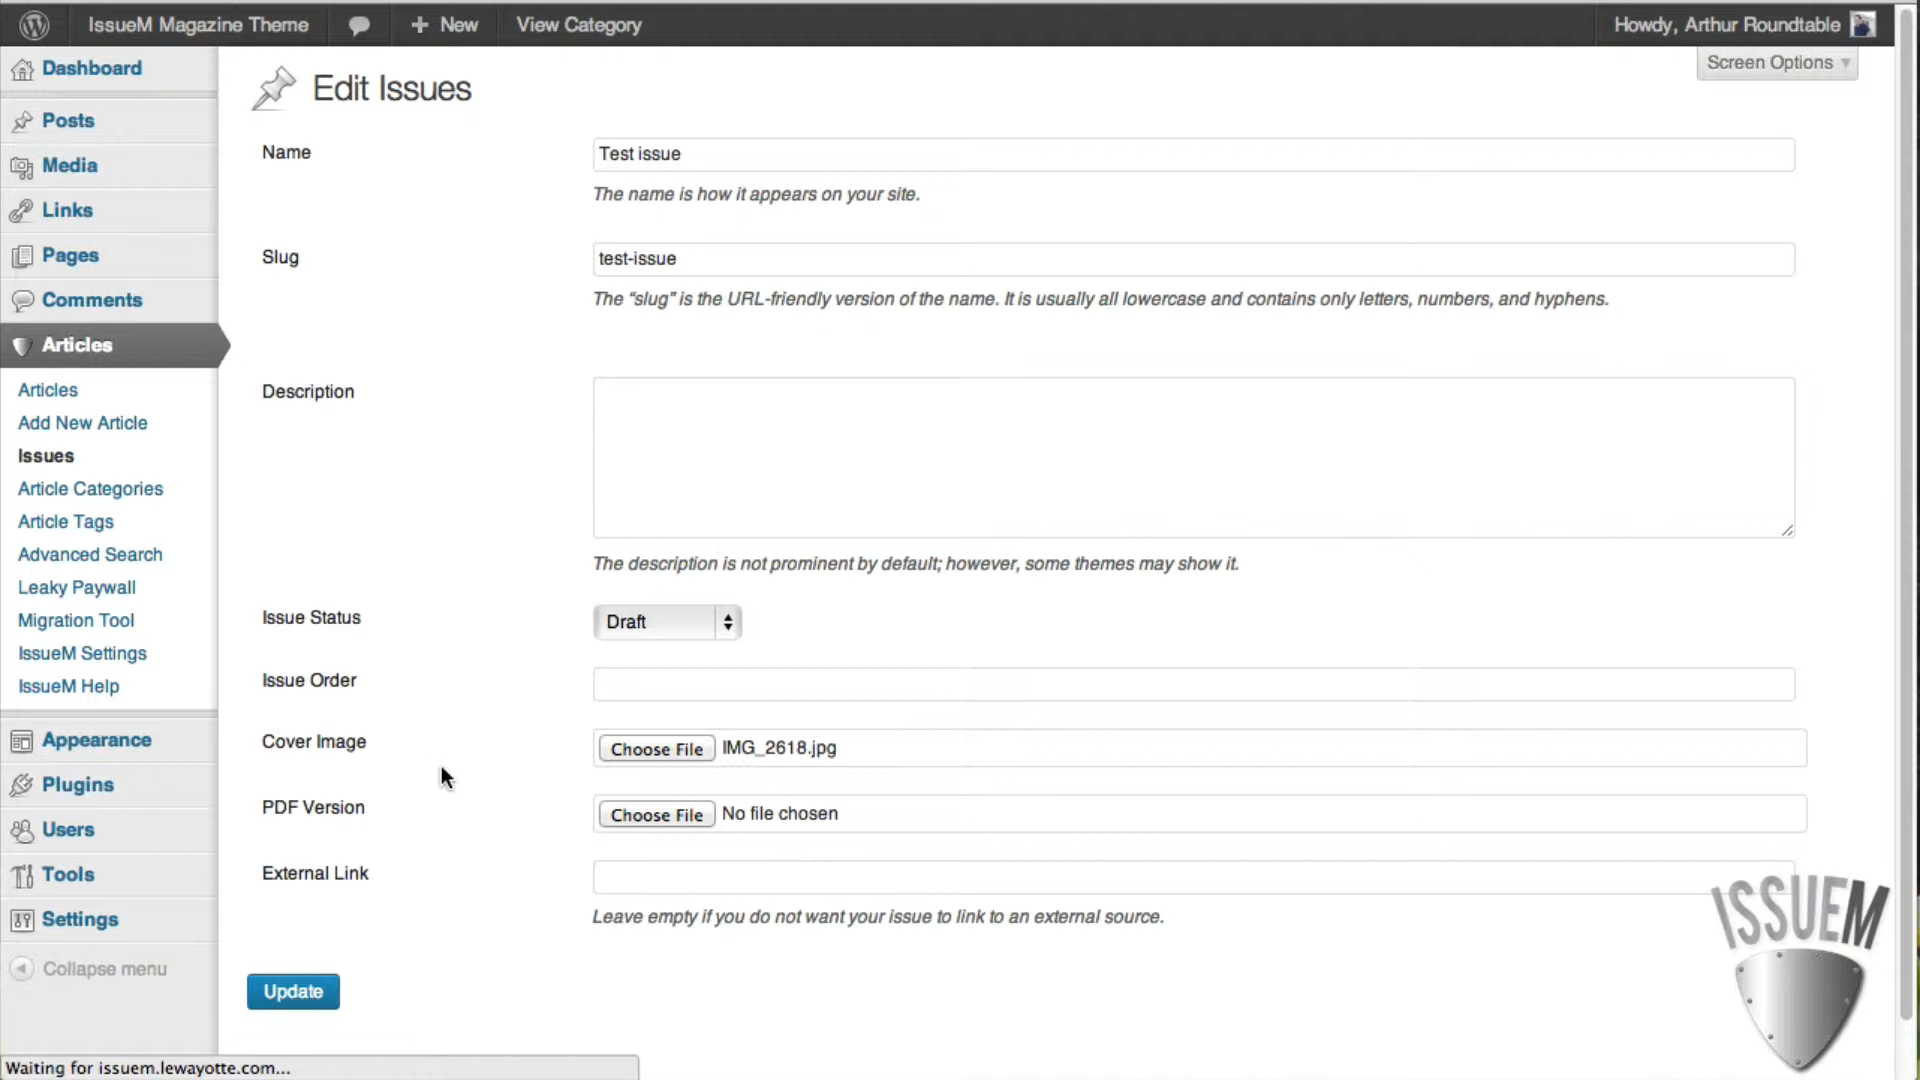 IssueM Magazine Theme
New
View Category
Howdy, Arthur Roundtable
Screen Options
Dashboard
Posts
Media
Links
Pages
Comments
Articles
Articles
Add New Article
Issues
Article Categories
Article Tags
Advanced Search
Leaky Paywall
Migration Tool
IssueM Settings
IssueM Help
Appearance
Plugins
Users
Tools
Settings
Collapse menu
Edit Issues
Name
Test issue
The name is how it appears on your site.
Slug
test-issue
The “slug” is the URL-friendly version of the name. It is usually all lowercase and contains only letters, numbers, and hyphens.
Description
The description is not prominent by default; however, some themes may show it.
Issue Status
Draft
Issue Order
Cover Image
Choose File IMG_2618.jpg
PDF Version
Choose File No file chosen
External Link
Leave empty if you do not want your issue to link to an external source.
Update
ISSUEM
Waiting for issuem.lewayotte.com...